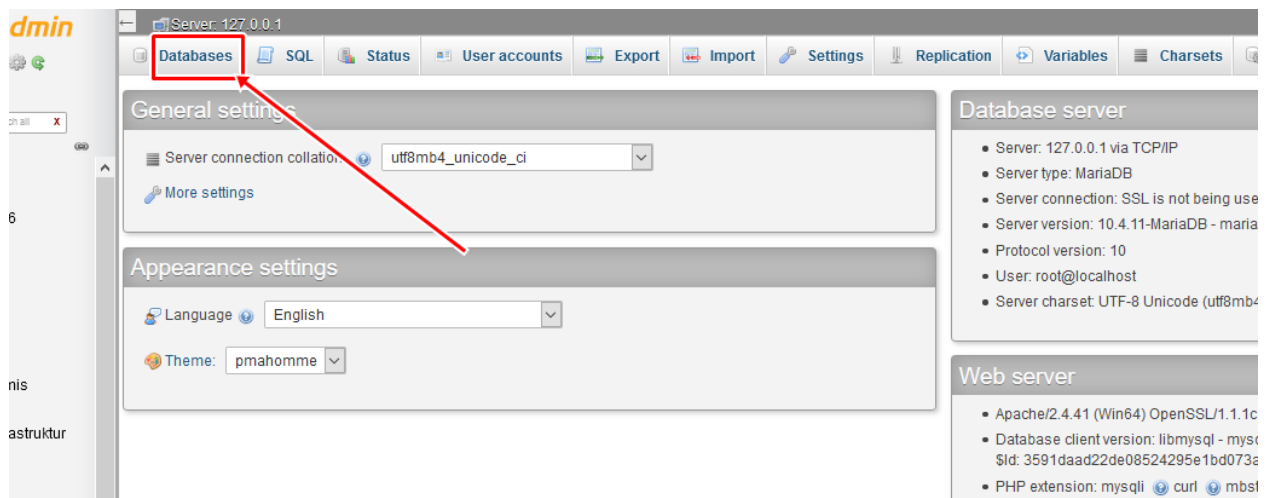 dmin
Server: 127.0.0.1
Databases SQL Status User accounts Export Import Settings Replication Variables Charsets
ch all X
General settings
Server connection collation: utf8mb4_unicode_ci
More settings
6
Appearance settings
Language English
Theme: pmahomme
nis
astruktur
Database server
Server: 127.0.0.1 via TCP/IP
Server type: MariaDB
Server connection: SSL is not being use
Server version: 10.4.11-MariaDB - maria
Protocol version: 10
User: root@localhost
Server charset: UTF-8 Unicode (utf8mb4
Web server
Apache/2.4.41 (Win64) OpenSSL/1.1.1c
Database client version: libmysql - mysq
$Id: 3591daad22de08524295e1bd073a
PHP extension: mysqli curl mbst